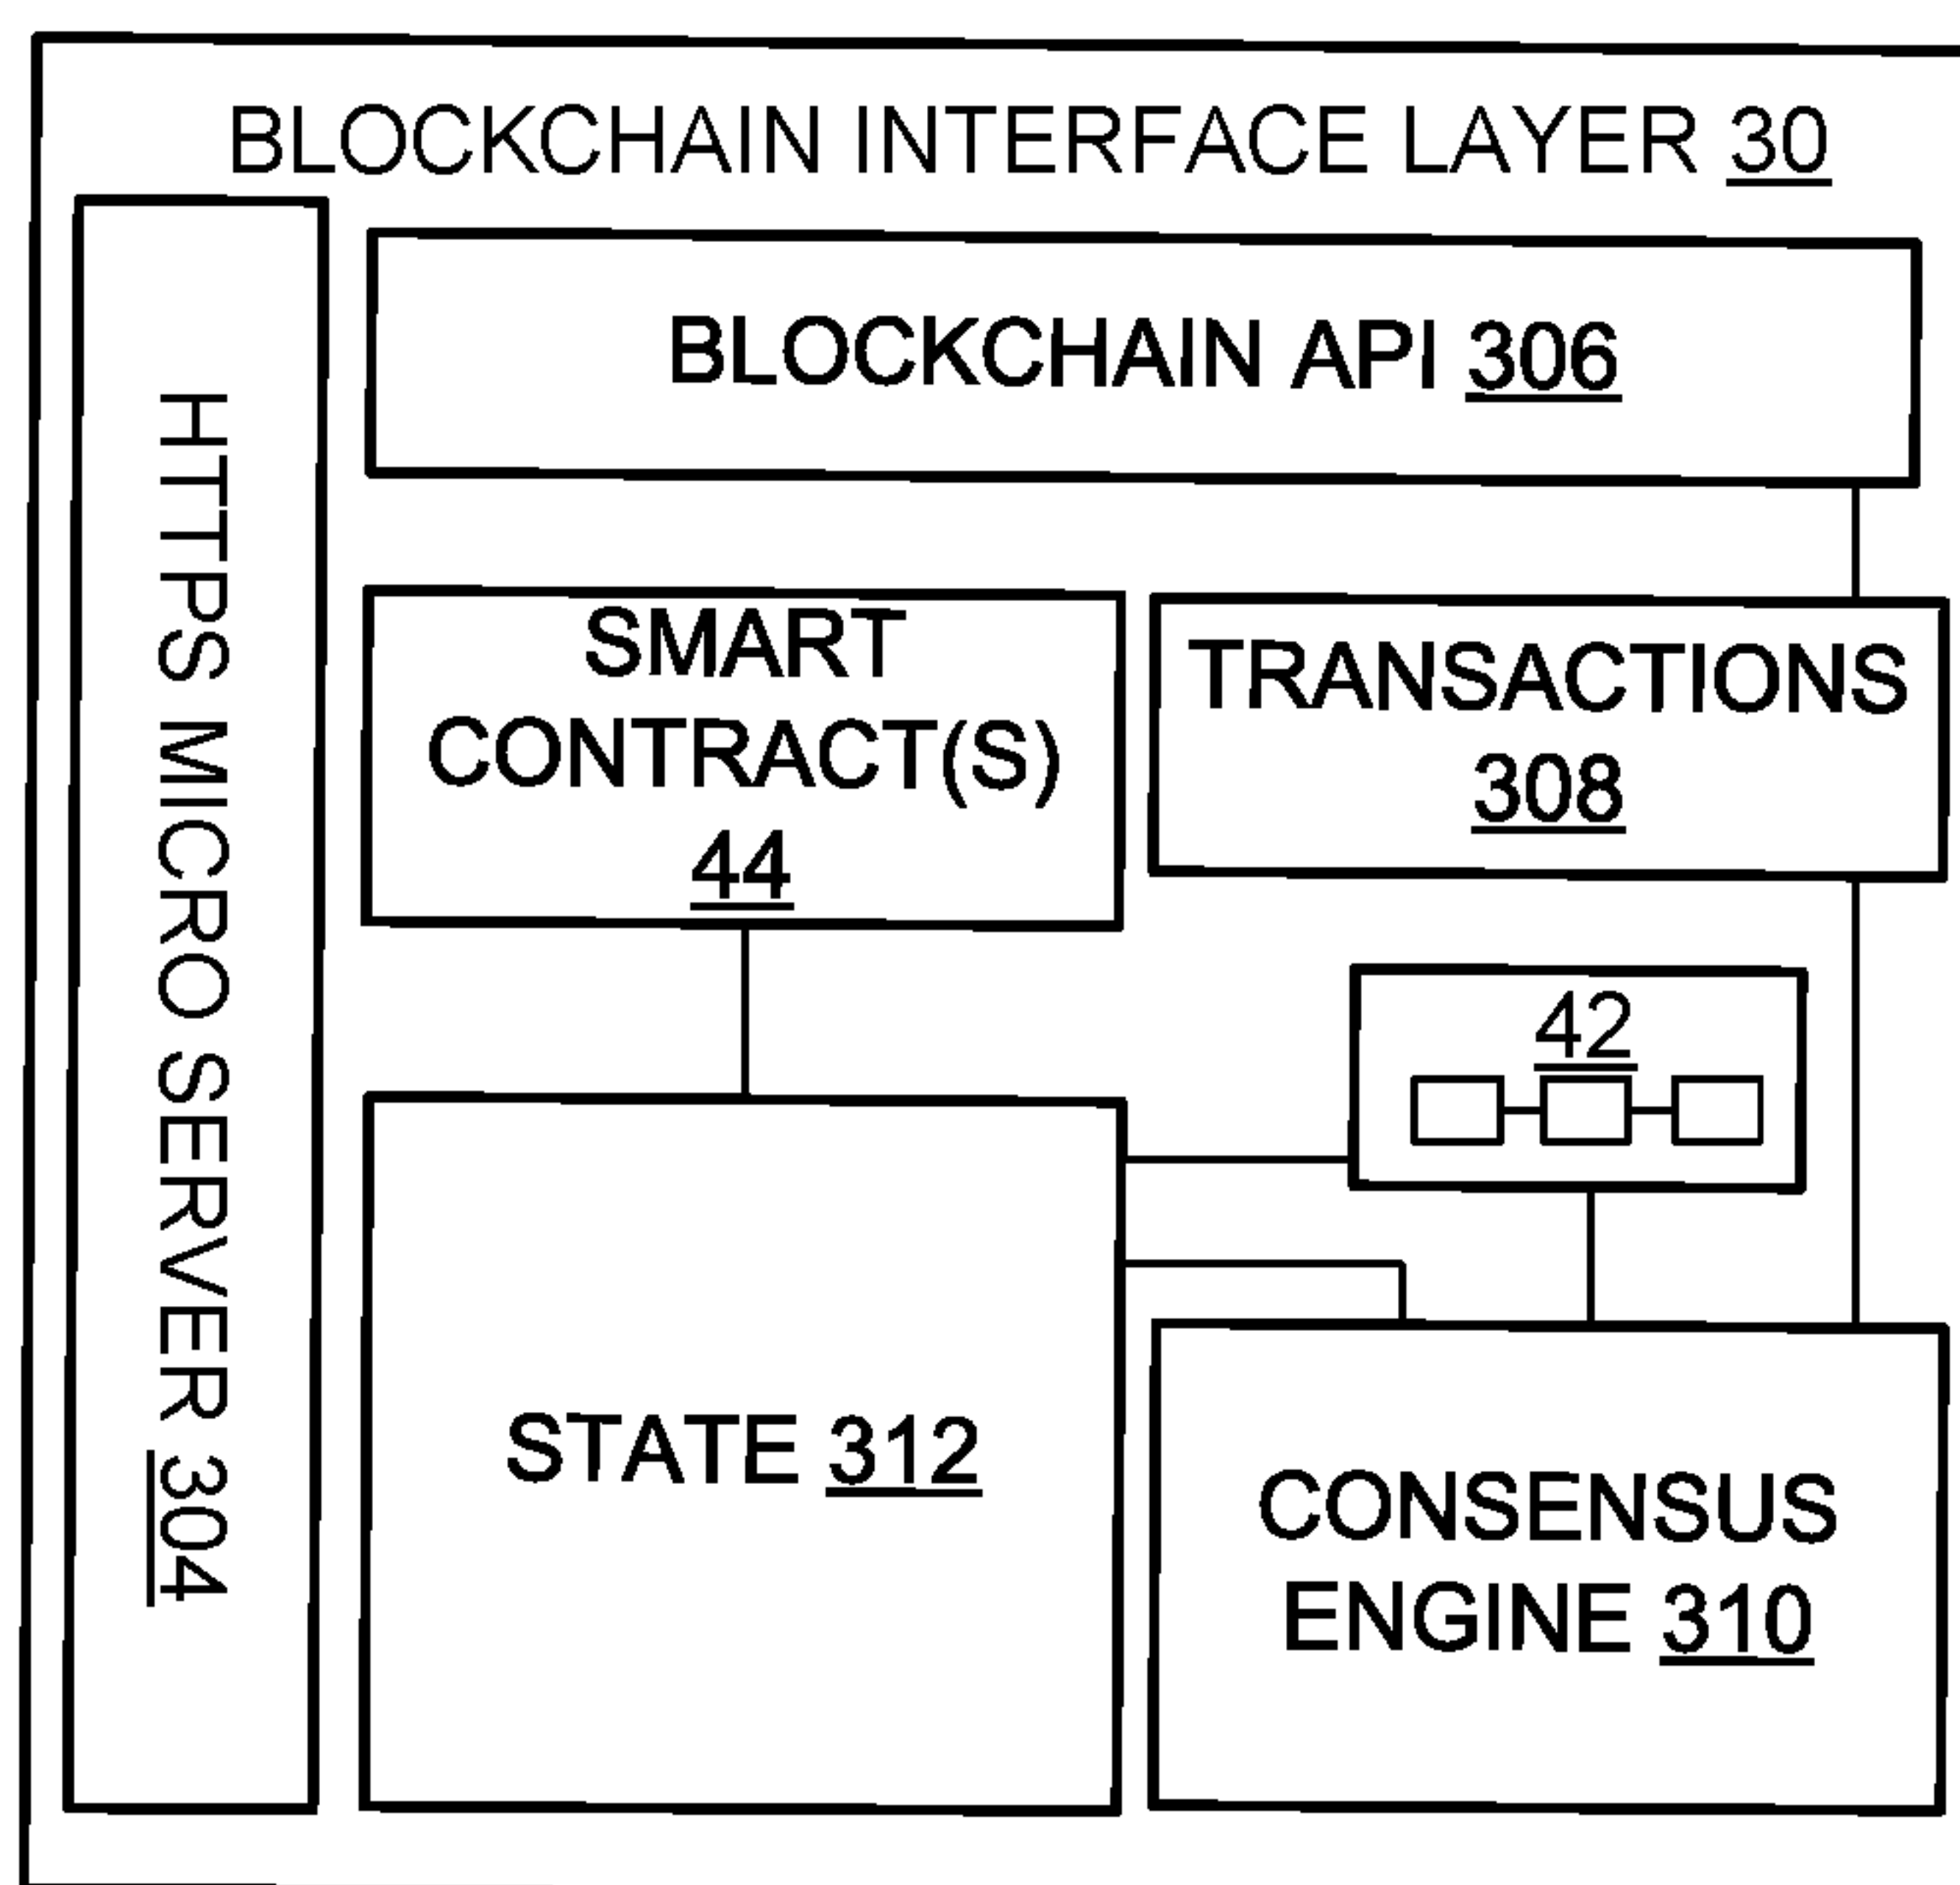 BLOCKCHAIN INTERFACE LAYER 30
HTTPS MICRO SERVER 304
BLOCKCHAIN API 306
SMART
CONTRACT(S)
44
TRANSACTIONS
308
42
STATE 312
CONSENSUS
ENGINE 310